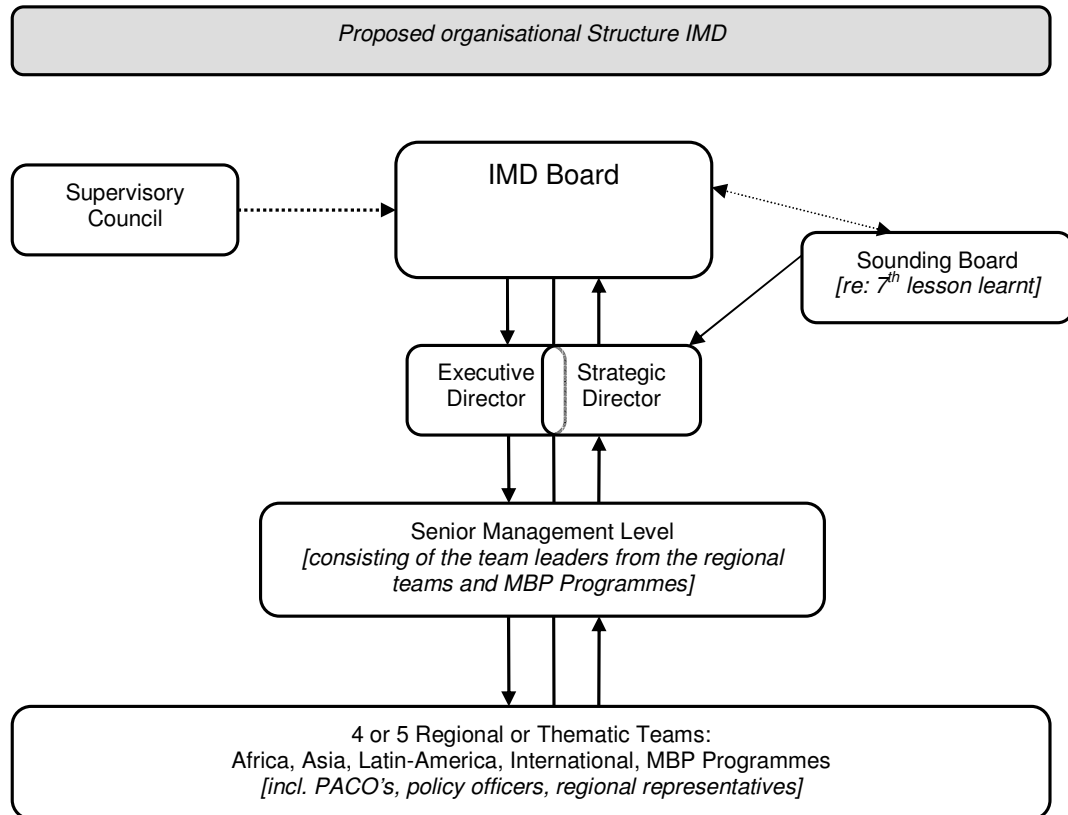 Proposed organisational Structure IMD
IMD Board
Supervisory
Council
Sounding Board
[re: 7th lesson learnt]
Executive
Director
Strategic
Director
Senior Management Level
[consisting of the team leaders from the regional
teams and MBP Programmes]
4 or 5 Regional or Thematic Teams:
Africa, Asia, Latin-America, International, MBP Programmes
[incl. PACO's, policy officers, regional representatives]